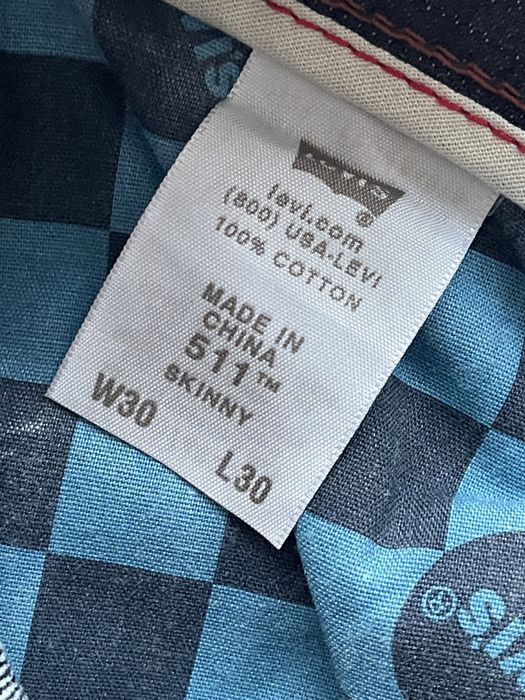 levi.com
(800) USA-LEVI
100% COTTON
MADE IN
CHINA
511™
SKINNY
W30
L30